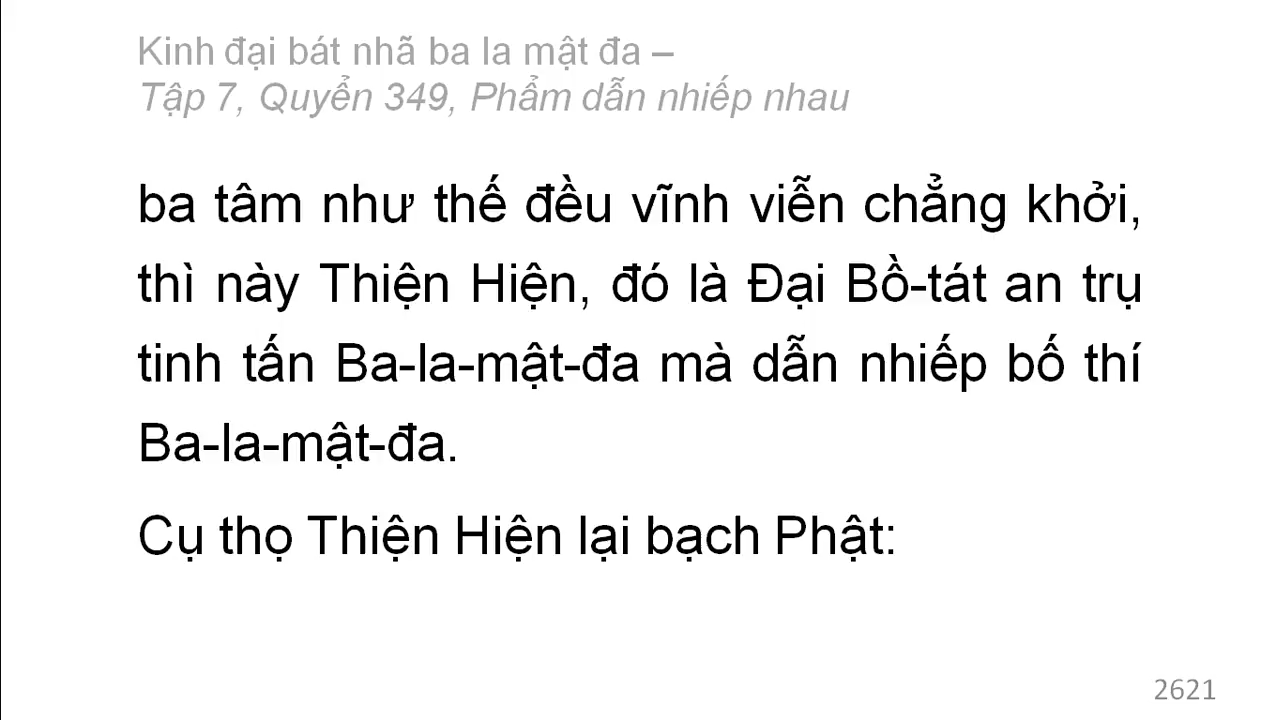 Kinh đại bát nhã ba la mật đa –
Tập 7, Quyển 349, Phẩm dẫn nhiếp nhau
ba tâm như thế đều vĩnh viễn chẳng khởi,
thì này Thiện Hiện, đó là Đại Bồ-tát an trụ
tinh tấn Ba-la-mật-đa mà dẫn nhiếp bố thí
Ba-la-mật-đa.
Cụ thọ Thiện Hiện lại bạch Phật:
2621